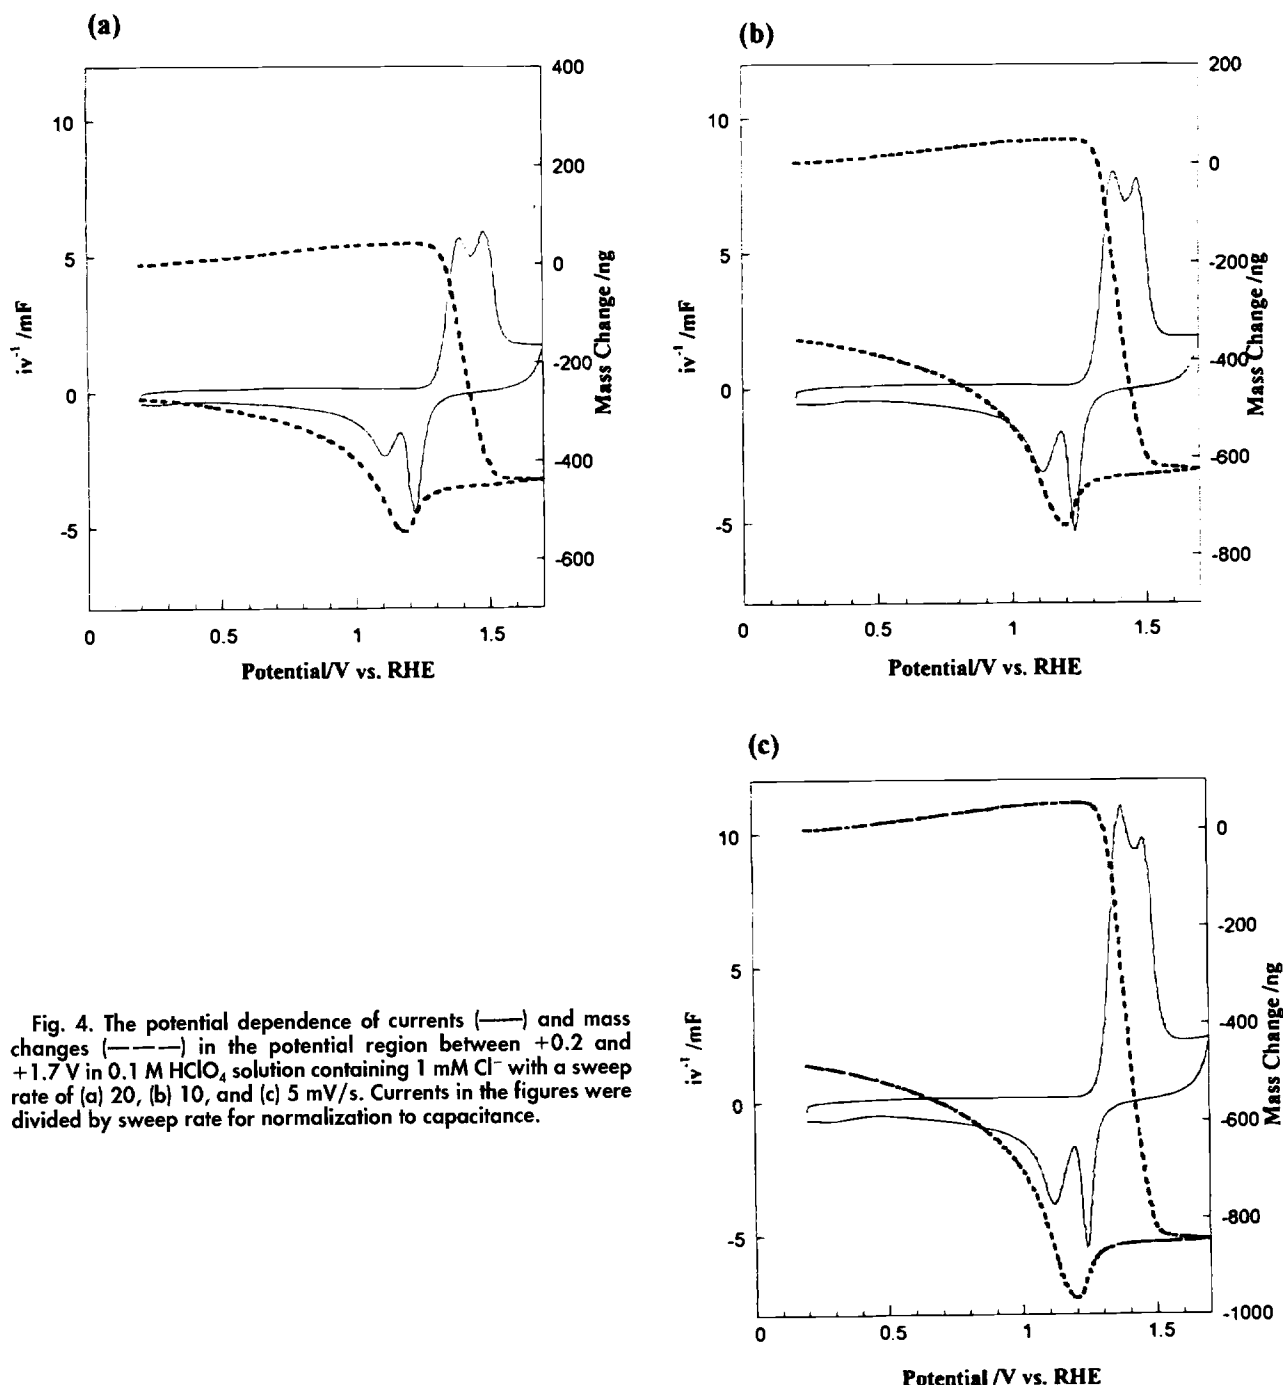 (a)
400
10
200
5
0
iv⁻¹ /mF
Mass Change /ng
-200
0
-400
-5
-600
0
0.5
1
1.5
Potential/V vs. RHE
(b)
200
10
0
5
-200
iv⁻¹ /mF
Mass Change /ng
0
-400
-600
-5
-800
0
0.5
1
1.5
Potential/V vs. RHE
(c)
10
0
-200
5
iv⁻¹ /mF
Mass Change /ng
-400
0
-600
-5
-800
-1000
0
0.5
1
1.5
Potential /V vs. RHE
Fig. 4. The potential dependence of currents (——) and mass
changes (— — —) in the potential region between +0.2 and
+1.7 V in 0.1 M HClO₄ solution containing 1 mM Cl⁻ with a sweep
rate of (a) 20, (b) 10, and (c) 5 mV/s. Currents in the figures were
divided by sweep rate for normalization to capacitance.